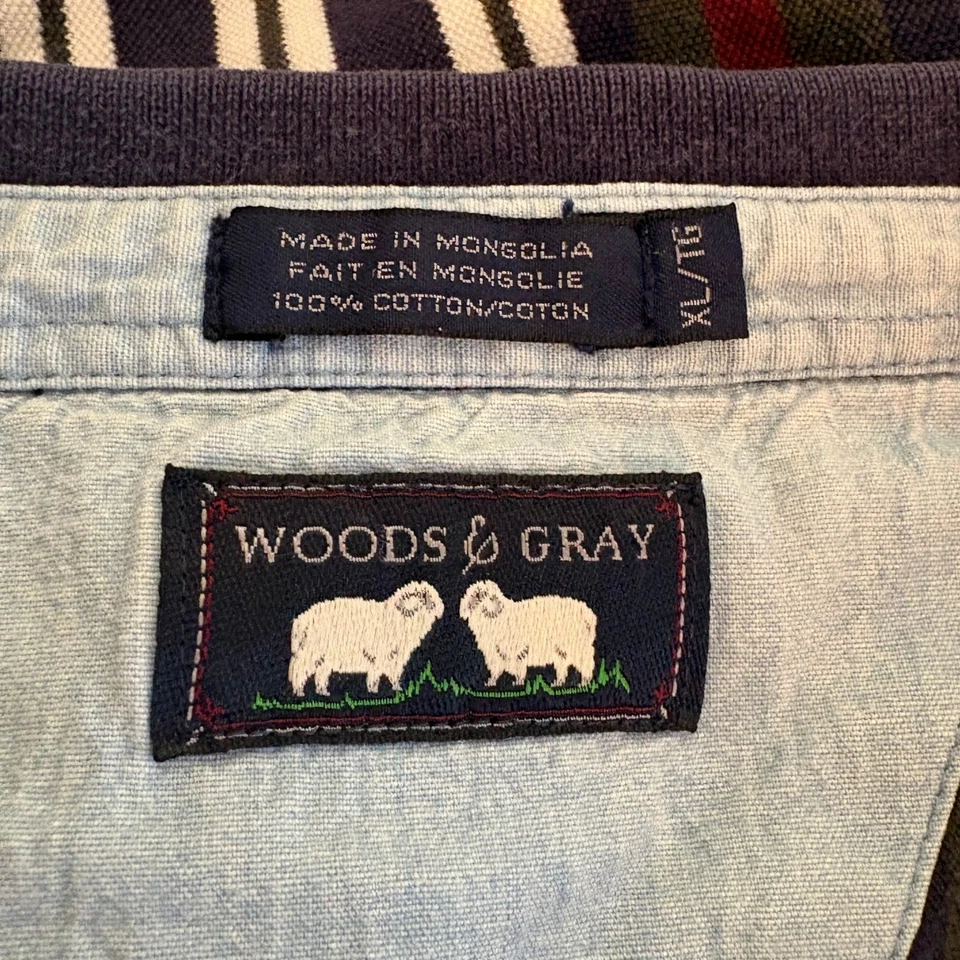 MADE IN MONGOLIA
FAIT EN MONGOLIE
100% COTTON/COTON
XL/TG
WOODS & GRAY